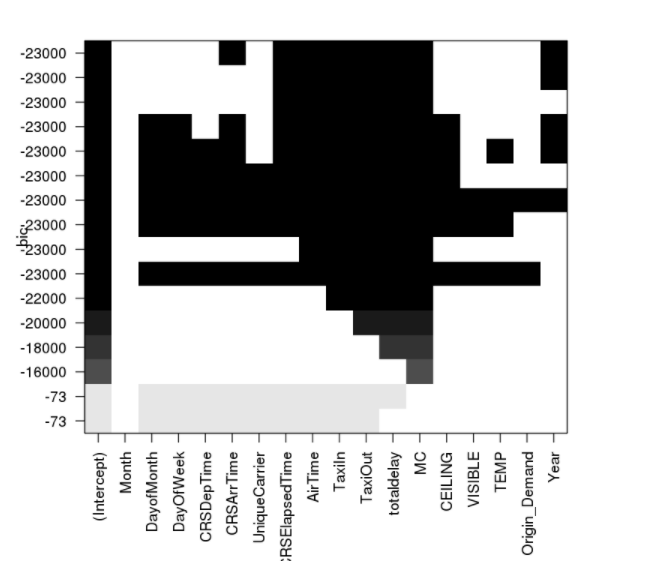 -23000
-23000
-23000
-23000
-23000
-23000
-23000
-23000
bic
-23000
-23000
-22000
-20000
-18000
-16000
-73
-73
(Intercept)
Month
DayofMonth
DayOfWeek
CRSDepTime
CRSArrTime
UniqueCarrier
CRSElapsedTime
AirTime
TaxiIn
TaxiOut
totaldelay
MC
CEILING
VISIBLE
TEMP
Origin_Demand
Year